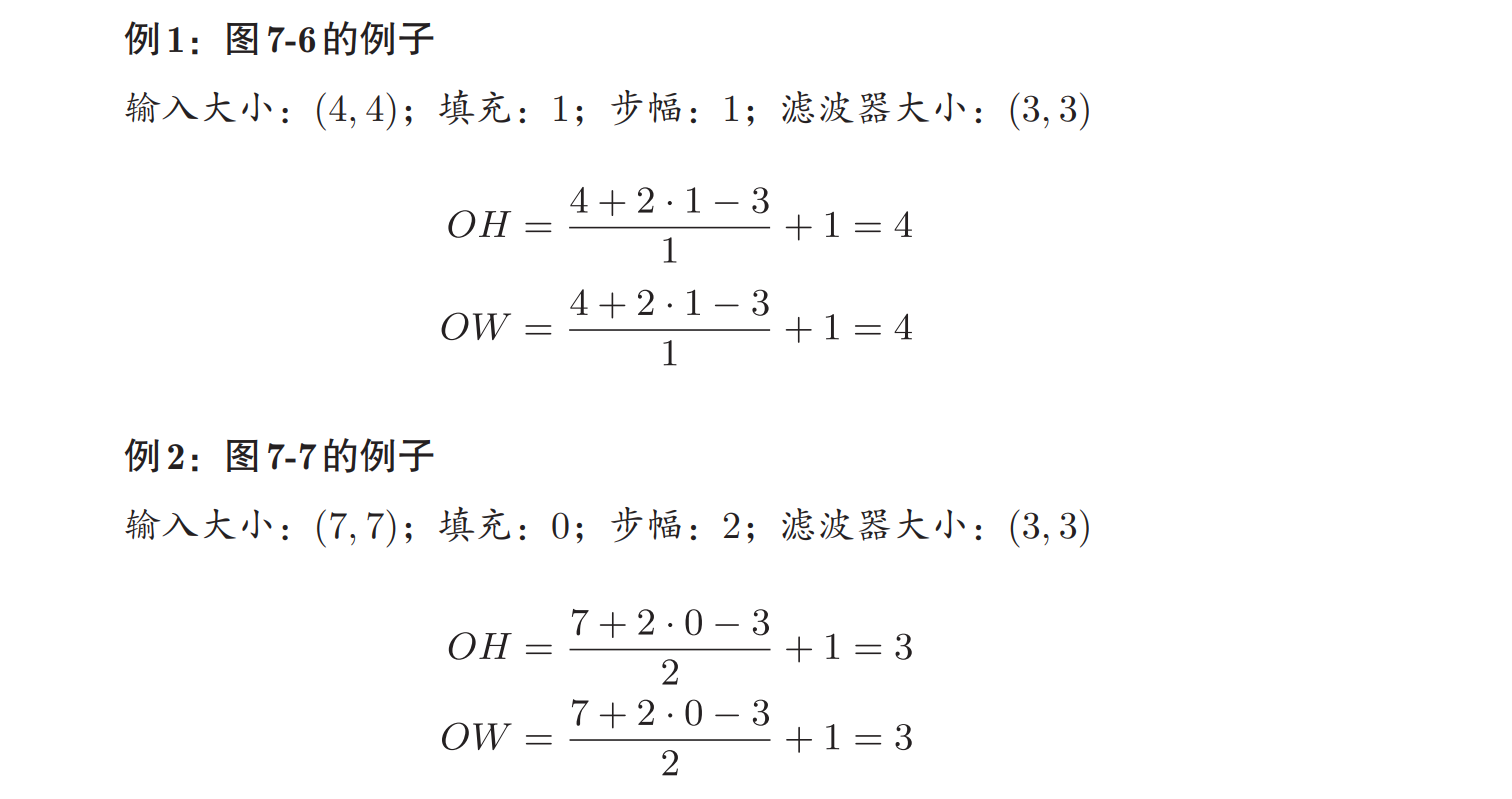 例1：图7-6的例子
输入大小：(4, 4)；填充：1；步幅：1；滤波器大小：(3, 3)
OH = \frac{4 + 2 · 1 − 3}{1} + 1 = 4
OW = \frac{4 + 2 · 1 − 3}{1} + 1 = 4
例2：图7-7的例子
输入大小：(7, 7)；填充：0；步幅：2；滤波器大小：(3, 3)
OH = \frac{7 + 2 · 0 − 3}{2} + 1 = 3
OW = \frac{7 + 2 · 0 − 3}{2} + 1 = 3